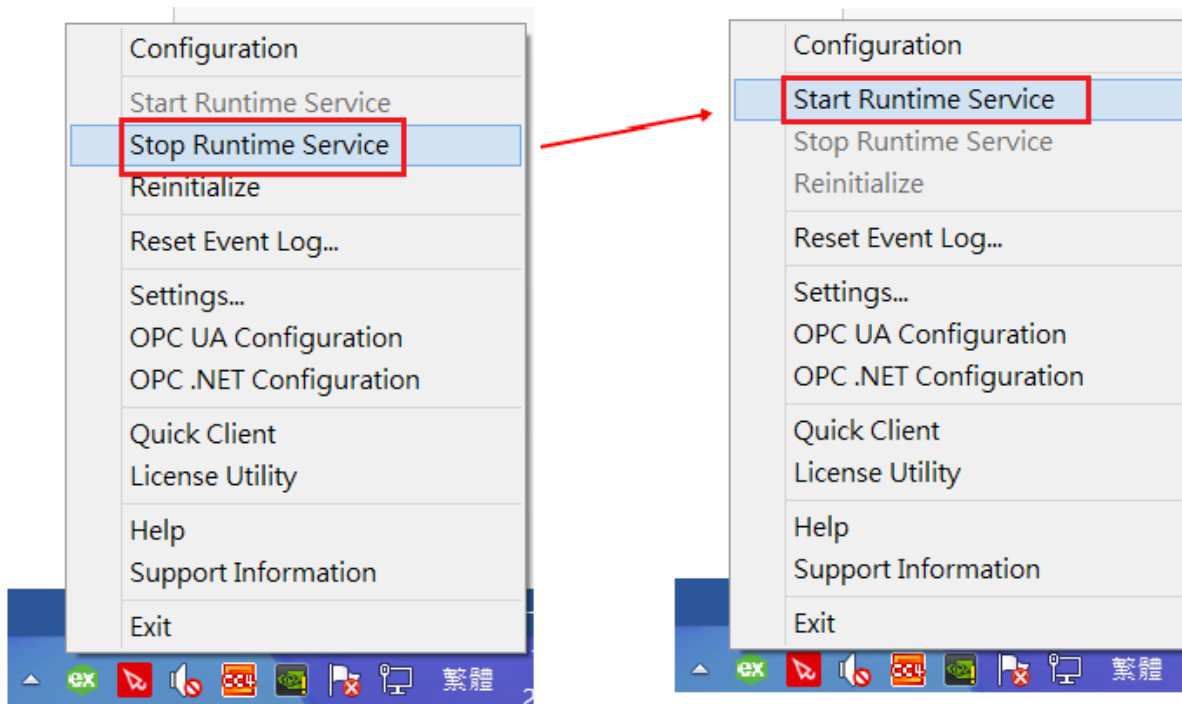 Configuration
Start Runtime Service
Stop Runtime Service
Reinitialize
Reset Event Log...
Settings...
OPC UA Configuration
OPC .NET Configuration
Quick Client
License Utility
Help
Support Information
Exit
ex
CC4
繁體
2
Configuration
Start Runtime Service
Stop Runtime Service
Reinitialize
Reset Event Log...
Settings...
OPC UA Configuration
OPC .NET Configuration
Quick Client
License Utility
Help
Support Information
Exit
ex
CC4
繁體